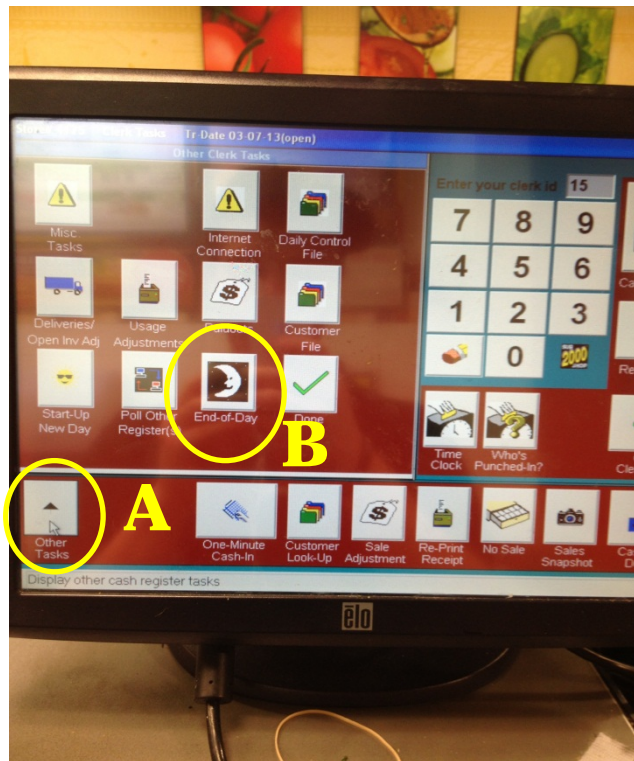 Clerk Tasks Tr-Date 03-07-13(open)
Other Clerk Tasks
Enter your clerk id 15
Misc
Tasks
Internet
Connection
Daily Control
File
7 8 9
4 5 6
1 2 3
0 2000
Deliveries/
Open Inv Adj
Usage
Adjustments
Paidouts
Customer
File
Start-Up
New Day
Poll Other
Register(s)
End-of-Day
Done
B
Time
Clock
Who's
Punched-In?
A
Other
Tasks
One-Minute
Cash-In
Customer
Look-Up
Sale
Adjustment
Re-Print
Receipt
No Sale
Sales
Snapshot
Display other cash register tasks
elo